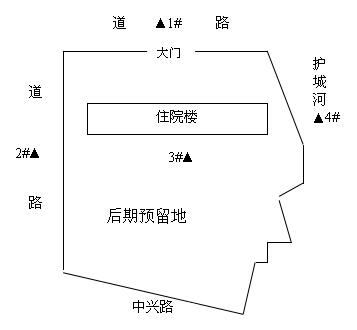 道 ▲1# 路
大门
护城河
道
住院楼
▲4#
2#▲
3#▲
路
后期预留地
中兴路